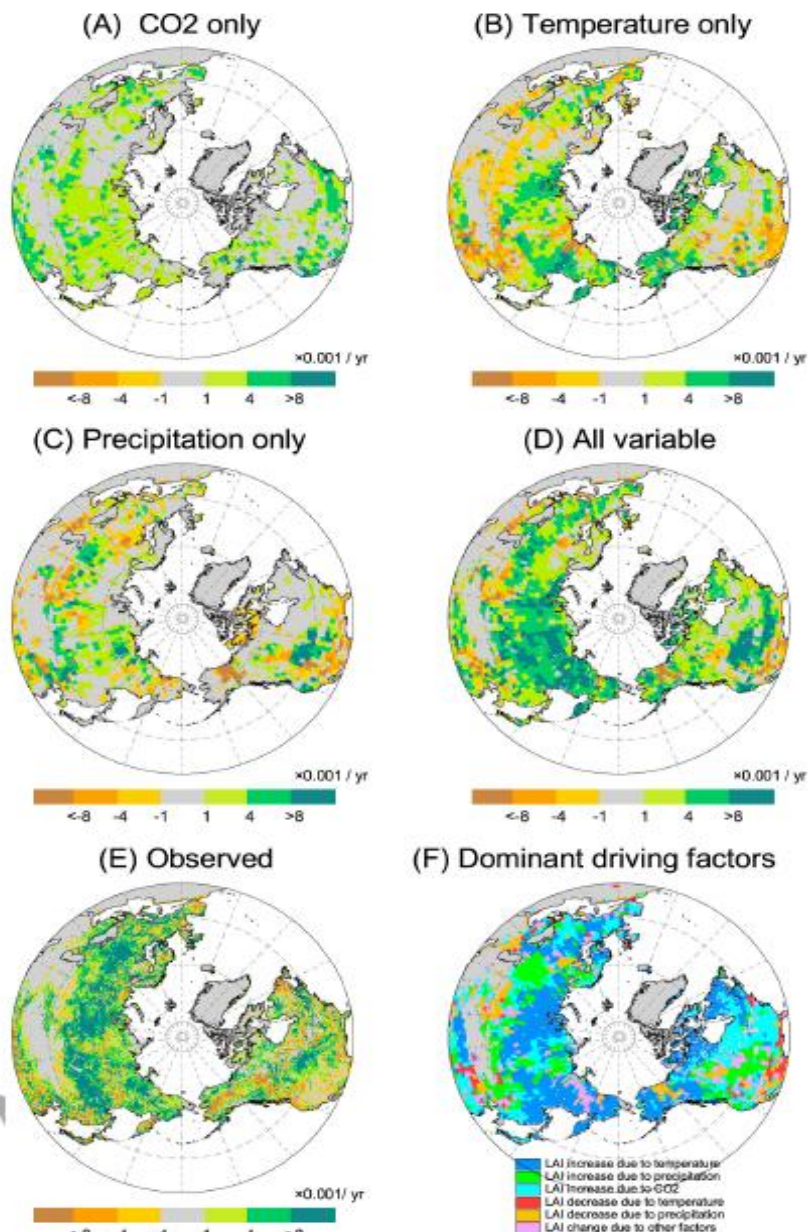 (A) CO2 only
(B) Temperature only
×0.001 / yr
<-8 -4 -1 1 4 >8
×0.001 / yr
<-8 -4 -1 1 4 >8
(C) Precipitation only
(D) All variable
×0.001 / yr
<-8 -4 -1 1 4 >8
×0.001 / yr
<-8 -4 -1 1 4 >8
(E) Observed
(F) Dominant driving factors
×0.001/ yr
LAI increase due to temperature
LAI increase due to precipitation
LAI increase due to CO2
LAI decrease due to temperature
LAI decrease due to precipitation
LAI change due to other factors